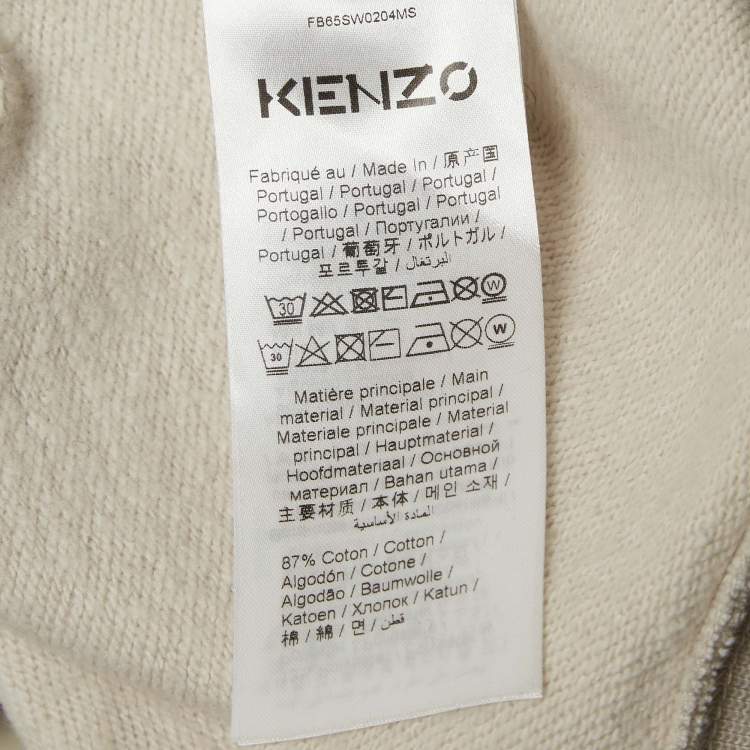 FB65SW0204MS
KENZO
Fabriqué au / Made In / 原产国
Portugal / Portugal / Portugal /
Portogallo / Portugal / Portugal
/ Portugal / Португалии /
Portugal / 葡萄牙 / ポルトガル /
포르투갈 / البرتغال /
30 W
30 W
Matière principale / Main
material / Material principal /
Materiale principale / Material
principal / Hauptmaterial /
Hoofdmateriaal / Основной
материал / Bahan utama /
主要材质 / 本体 / 메인 소재 /
المادة الأساسية
87% Coton / Cotton /
Algodón / Cotone /
Algodão / Baumwolle /
Katoen / Хлопок / Katun /
棉 / 綿 / 면 / قطن